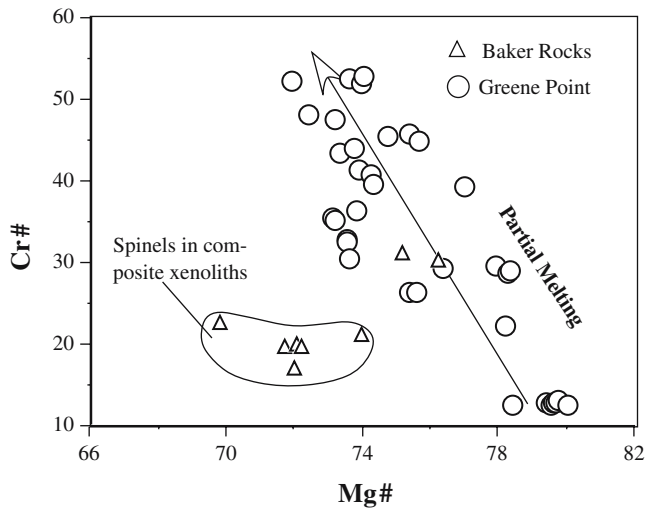 60
50
40
30
20
10
Cr#
Baker Rocks
Greene Point
Spinels in com-
posite xenoliths
Partial Melting
66
70
74
78
82
Mg#